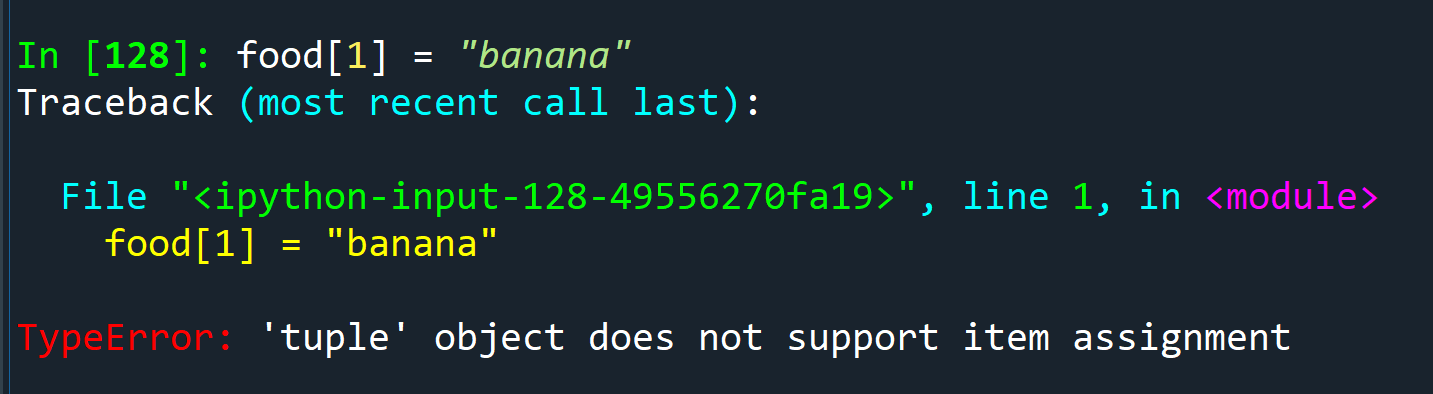 In [128]: food[1] = "banana"
Traceback (most recent call last):
File "<ipython-input-128-49556270fa19>", line 1, in <module>
food[1] = "banana"
TypeError: 'tuple' object does not support item assignment